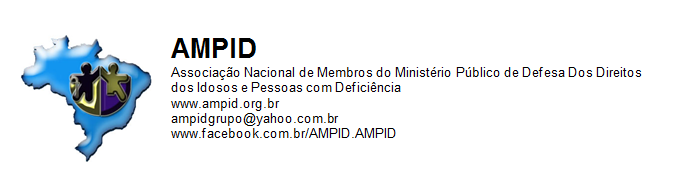 AMPID
Associação Nacional de Membros do Ministério Público de Defesa Dos Direitos
dos Idosos e Pessoas com Deficiência
www.ampid.org.br
ampidgrupo@yahoo.com.br
www.facebook.com.br/AMPID.AMPID